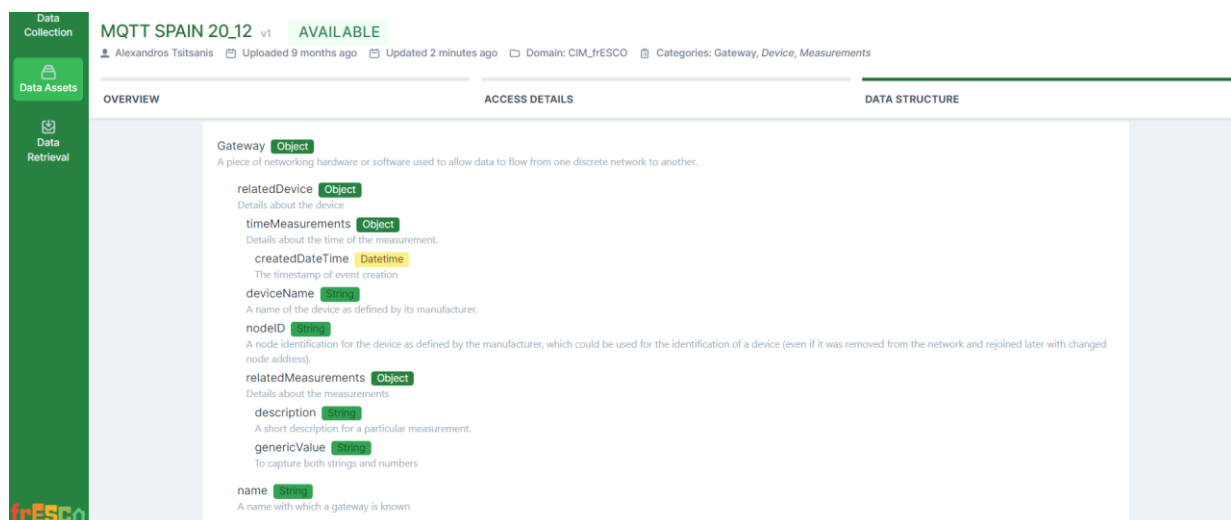 Data
Collection
Data Assets
Data
Retrieval
frESCO
MQTT SPAIN 20_12 v1 AVAILABLE
Alexandros Tsitsanis Uploaded 9 months ago Updated 2 minutes ago Domain: CIM_frESCO Categories: Gateway, Device, Measurements
OVERVIEW ACCESS DETAILS DATA STRUCTURE
Gateway Object
A piece of networking hardware or software used to allow data to flow from one discrete network to another.
relatedDevice Object
Details about the device
timeMeasurements Object
Details about the time of the measurement.
createdDateTime Datetime
The timestamp of event creation
deviceName String
A name of the device as defined by its manufacturer.
nodeID String
A node identification for the device as defined by the manufacturer, which could be used for the identification of a device (even if it was removed from the network and rejoined later with changed
node address).
relatedMeasurements Object
Details about the measurements
description String
A short description for a particular measurement.
genericValue String
To capture both strings and numbers
name String
A name with which a gateway is known